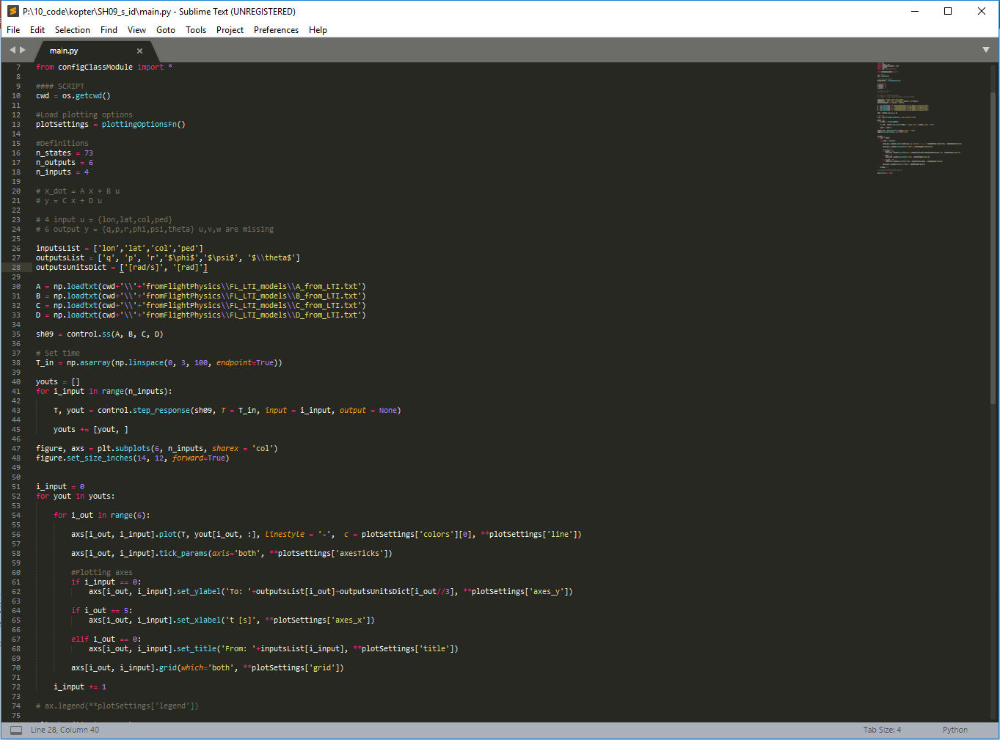 P:\10_code\kopter\SH09_s_id\main.py - Sublime Text (UNREGISTERED)
File Edit Selection Find View Goto Tools Project Preferences Help
main.py
7 from configClassModule import *
8
9 #### SCRIPT
10 cwd = os.getcwd()
11
12 #Load plotting options
13 plotSettings = plottingOptionsFn()
14
15 #Definitions
16 n_states = 73
17 n_outputs = 6
18 n_inputs = 4
19
20 # x_dot = A x + B u
21 # y = C x + D u
22
23 # 4 input u = {lon,lat,col,ped}
24 # 6 output y = {q,p,r,phi,psi,theta} u,v,w are missing
25
26 inputsList = ['lon','lat','col','ped']
27 outputsList = ['q', 'p', 'r','$\phi$','$\psi$', '$\\theta$']
28 outputsUnitsDict = ['[rad/s]', '[rad]']
29
30 A = np.loadtxt(cwd+'\\'+'fromFlightPhysics\\FL_LTI_models\\A_from_LTI.txt')
31 B = np.loadtxt(cwd+'\\'+'fromFlightPhysics\\FL_LTI_models\\B_from_LTI.txt')
32 C = np.loadtxt(cwd+'\\'+'fromFlightPhysics\\FL_LTI_models\\C_from_LTI.txt')
33 D = np.loadtxt(cwd+'\\'+'fromFlightPhysics\\FL_LTI_models\\D_from_LTI.txt')
34
35 sh09 = control.ss(A, B, C, D)
36
37 # Set time
38 T_in = np.asarray(np.linspace(0, 3, 100, endpoint=True))
39
40 youts = []
41 for i_input in range(n_inputs):
42
43     T, yout = control.step_response(sh09, T = T_in, input = i_input, output = None)
44
45     youts += [yout, ]
46
47 figure, axs = plt.subplots(6, n_inputs, sharex = 'col')
48 figure.set_size_inches(14, 12, forward=True)
49
50
51 i_input = 0
52 for yout in youts:
53
54     for i_out in range(6):
55
56         axs[i_out, i_input].plot(T, yout[i_out, :], linestyle = '-',  c = plotSettings['colors'][0], **plotSettings['line'])
57
58         axs[i_out, i_input].tick_params(axis='both', **plotSettings['axesTicks'])
59
60         #Plotting axes
61         if i_input == 0:
62             axs[i_out, i_input].set_ylabel('To: '+outputsList[i_out]+outputsUnitsDict[i_out//3], **plotSettings['axes_y'])
63
64         if i_out == 5:
65             axs[i_out, i_input].set_xlabel('t [s]', **plotSettings['axes_x'])
66
67         elif i_out == 0:
68             axs[i_out, i_input].set_title('From: '+inputsList[i_input], **plotSettings['title'])
69
70         axs[i_out, i_input].grid(which='both', **plotSettings['grid'])
71
72     i_input += 1
73
74 # ax.legend(**plotSettings['legend'])
75
Line 28, Column 40 Tab Size: 4 Python